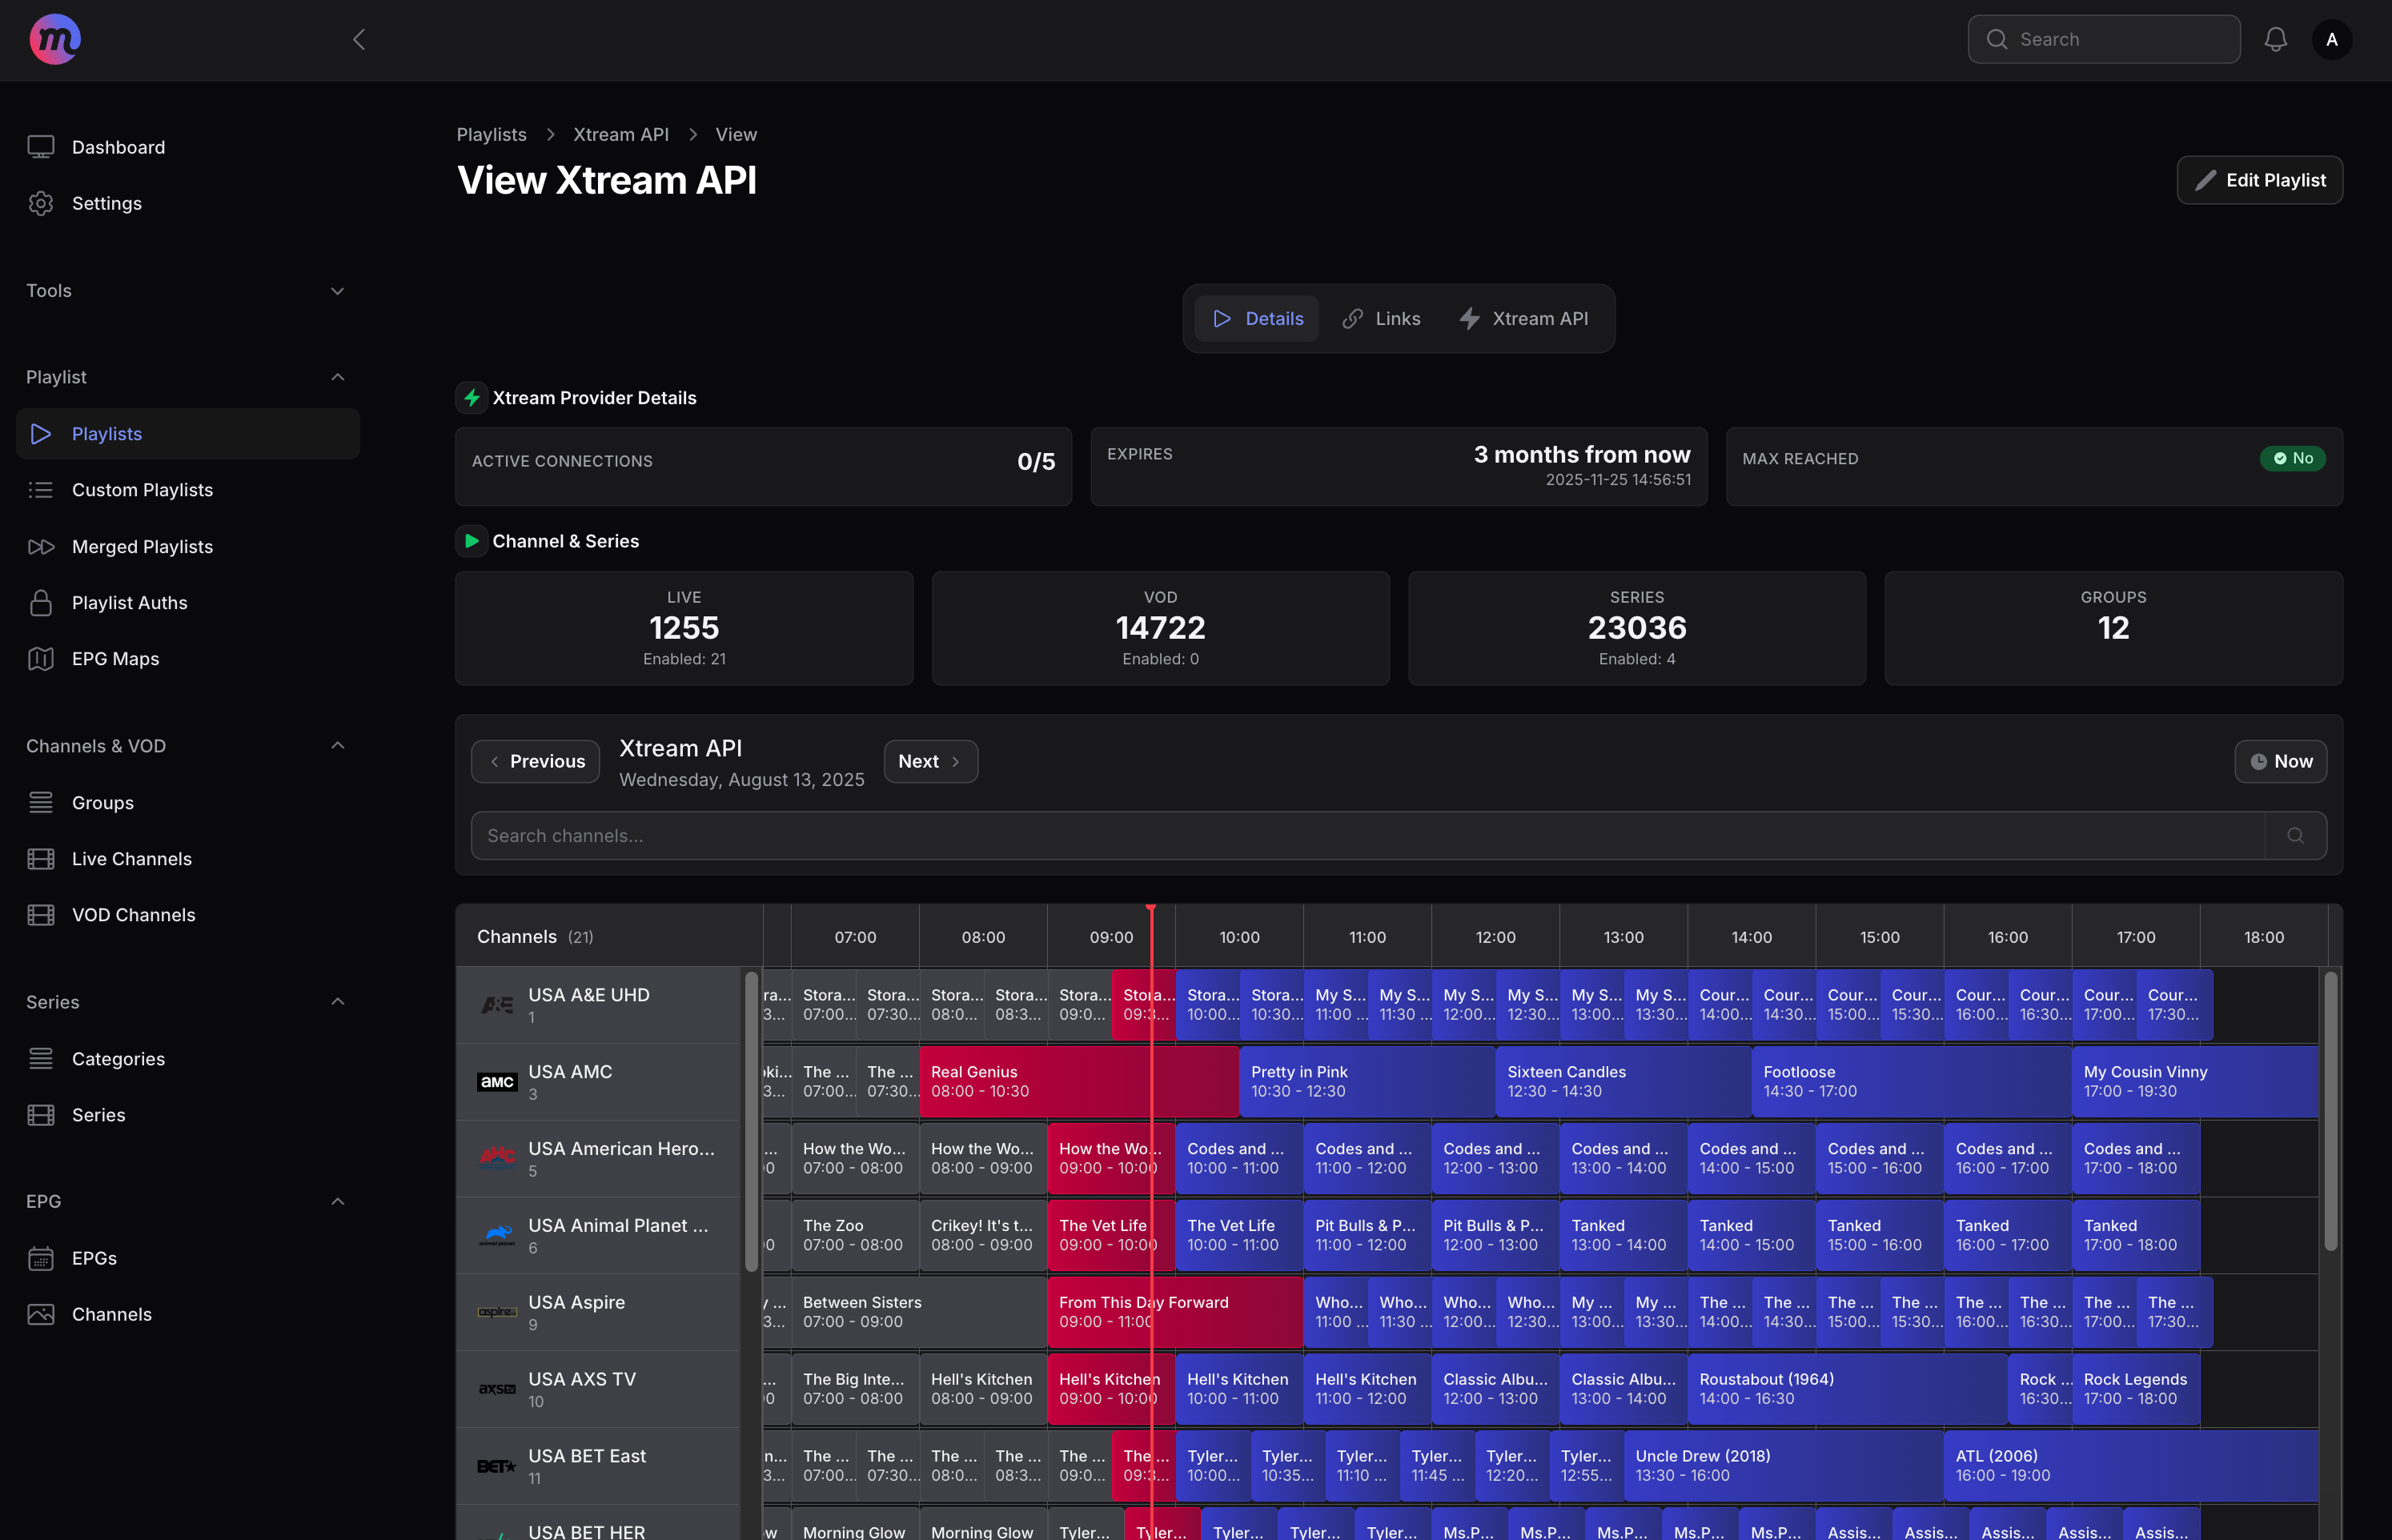 m
Search
A
Dashboard
Settings
Tools
Playlist
Playlists
Custom Playlists
Merged Playlists
Playlist Auths
EPG Maps
Channels & VOD
Groups
Live Channels
VOD Channels
Series
Categories
Series
EPG
EPGs
Channels
Playlists > Xtream API > View
View Xtream API
Edit Playlist
Details
Links
Xtream API
Xtream Provider Details
ACTIVE CONNECTIONS 0/5
EXPIRES 3 months from now
2025-11-25 14:56:51
MAX REACHED No
Channel & Series
LIVE
1255
Enabled: 21
VOD
14722
Enabled: 0
SERIES
23036
Enabled: 4
GROUPS
12
Previous
Xtream API
Wednesday, August 13, 2025
Next
Now
Search channels...
Channels (21)
07:00 08:00 09:00 10:00 11:00 12:00 13:00 14:00 15:00 16:00 17:00 18:00
A&E
USA A&E UHD
1
ra... Stora... Stora... Stora... Stora... Stora... Stora... Stora... Stora... My S... My S... My S... My S... My S... My S... Cour... Cour... Cour... Cour... Cour... Cour... Cour... Cour...
3... 07:00... 07:30... 08:0... 08:3... 09:0... 09:3... 10:00... 10:30... 11:00 ... 11:30 ... 12:00... 12:30... 13:00... 13:30... 14:00... 14:30... 15:00... 15:30... 16:00... 16:30... 17:00... 17:30...
aMC
USA AMC
3
oki... The ... The ... Real Genius Pretty in Pink Sixteen Candles Footloose My Cousin Vinny
3... 07:00... 07:30... 08:00 - 10:30 10:30 - 12:30 12:30 - 14:30 14:30 - 17:00 17:00 - 19:30
AHC
USA American Hero...
5
... How the Wo... How the Wo... How the Wo... Codes and ... Codes and ... Codes and ... Codes and ... Codes and ... Codes and ... Codes and ... Codes and ...
0 07:00 - 08:00 08:00 - 09:00 09:00 - 10:00 10:00 - 11:00 11:00 - 12:00 12:00 - 13:00 13:00 - 14:00 14:00 - 15:00 15:00 - 16:00 16:00 - 17:00 17:00 - 18:00
animal planet
USA Animal Planet ...
6
The Zoo Crikey! It's t... The Vet Life The Vet Life Pit Bulls & P... Pit Bulls & P... Tanked Tanked Tanked Tanked Tanked
0 07:00 - 08:00 08:00 - 09:00 09:00 - 10:00 10:00 - 11:00 11:00 - 12:00 12:00 - 13:00 13:00 - 14:00 14:00 - 15:00 15:00 - 16:00 16:00 - 17:00 17:00 - 18:00
aspire
USA Aspire
9
y ... Between Sisters From This Day Forward Who... Who... Who... Who... My ... My ... The ... The ... The ... The ... The ... The ... The ... The ...
3... 07:00 - 09:00 09:00 - 11:00 11:00 ... 11:30 ... 12:00... 12:30... 13:00... 13:30... 14:00... 14:30... 15:00... 15:30... 16:00... 16:30... 17:00... 17:30...
axstv
USA AXS TV
10
... The Big Inte... Hell's Kitchen Hell's Kitchen Hell's Kitchen Hell's Kitchen Classic Albu... Classic Albu... Roustabout (1964) Rock ... Rock Legends
0 07:00 - 08:00 08:00 - 09:00 09:00 - 10:00 10:00 - 11:00 11:00 - 12:00 12:00 - 13:00 13:00 - 14:00 14:00 - 16:30 16:30... 17:00 - 18:00
BET★
USA BET East
11
n... The ... The ... The ... The ... The ... The ... Tyler... Tyler... Tyler... Tyler... Tyler... Tyler... Uncle Drew (2018) ATL (2006)
3... 07:00... 07:30... 08:0... 08:3... 09:0... 09:3... 10:00... 10:35... 11:10 ... 11:45 ... 12:20... 12:55... 13:30 - 16:00 16:00 - 19:00
USA BET HER
w Morning Glow Morning Glow Tyler... Tyler... Tyler... Tyler... Tyler... Ms.P... Ms.P... Ms.P... Ms.P... Ms.P... Assis... Assis... Assis... Assis... Assis...